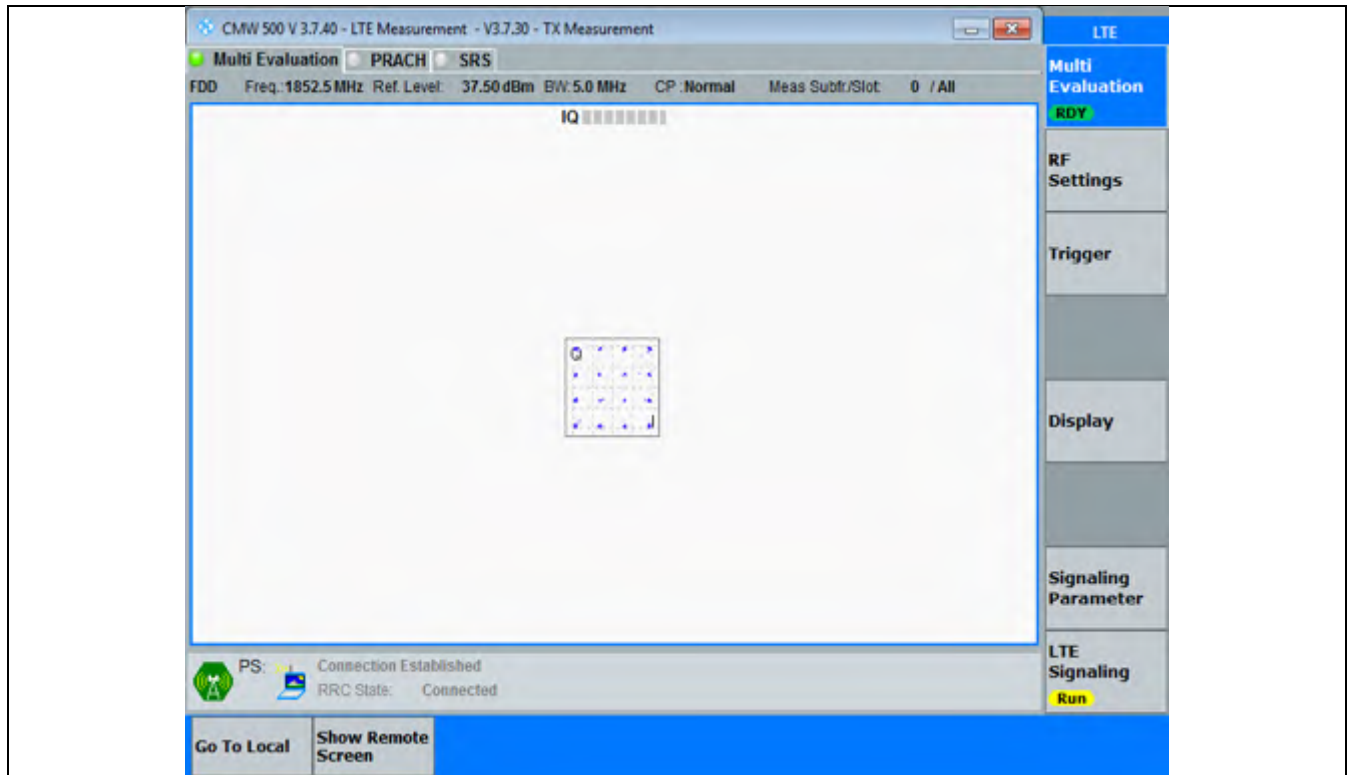 CMW 500 V 3.7.40 - LTE Measurement - V3.7.30 - TX Measurement
LTE
Multi Evaluation PRACH SRS
FDD Freq.:1852.5 MHz Ref. Level: 37.50 dBm BW:5.0 MHz CP :Normal Meas Subfr./Slot: 0 / All
IQ
Q
I
Multi
Evaluation
RDY
RF
Settings
Trigger
Display
Signaling
Parameter
LTE
Signaling
Run
PS: Connection Established
RRC State: Connected
Go To Local
Show Remote
Screen